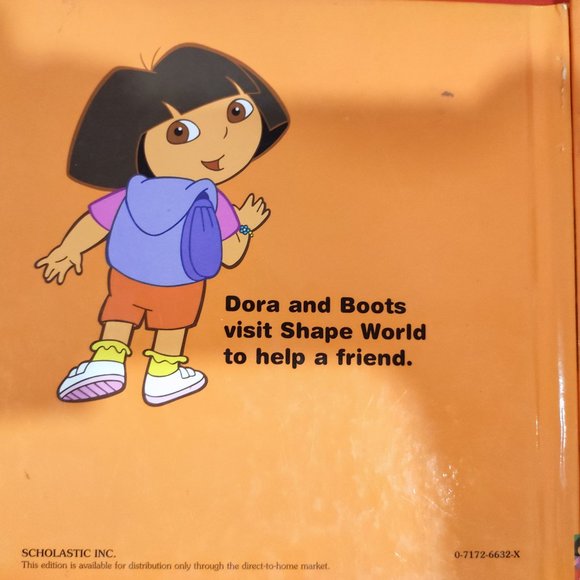 Dora and Boots
visit Shape World
to help a friend.
SCHOLASTIC INC.
0-7172-6632-X
This edition is available for distribution only through the direct-to-home market.